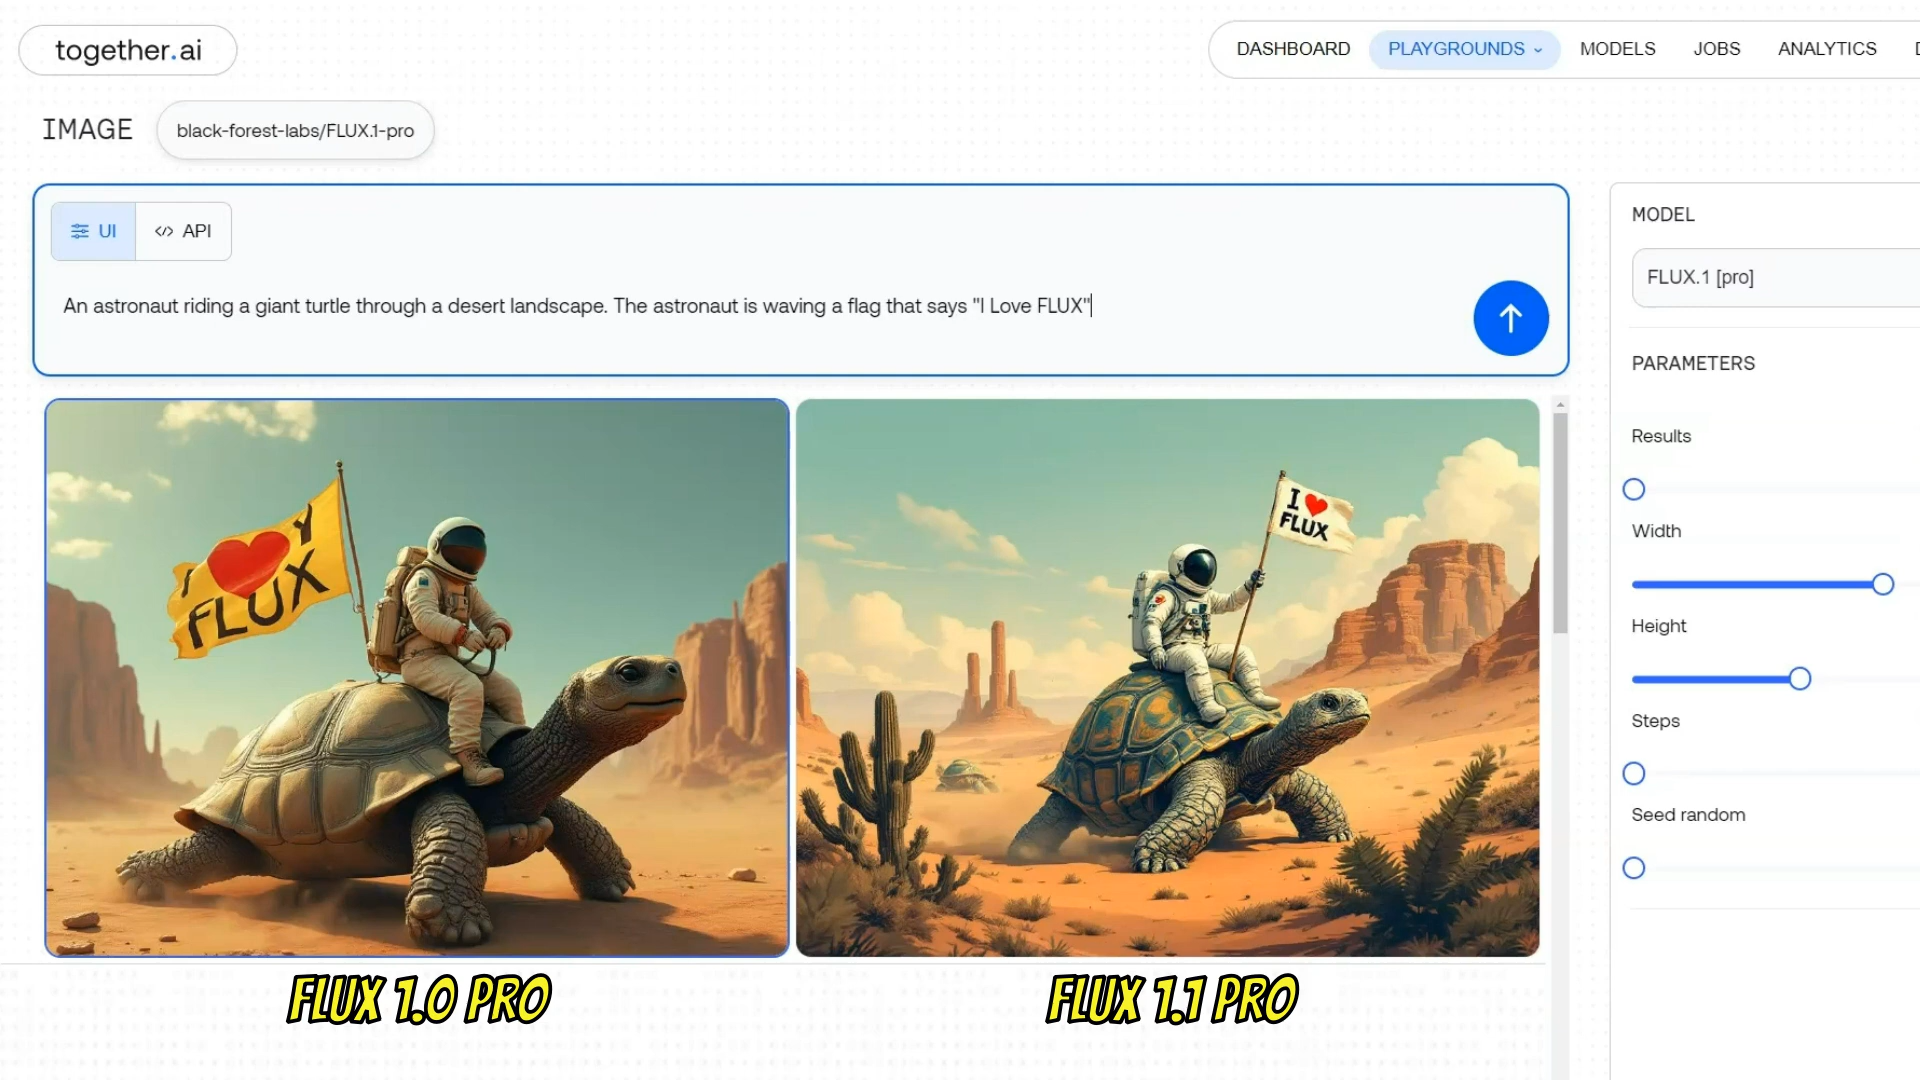 together.ai
DASHBOARD
PLAYGROUNDS
MODELS
JOBS
ANALYTICS
IMAGE
black-forest-labs/FLUX.1-pro
UI
API
An astronaut riding a giant turtle through a desert landscape. The astronaut is waving a flag that says "I Love FLUX"
MODEL
FLUX.1 [pro]
PARAMETERS
Results
Width
Height
Steps
Seed random
I ❤ Y
FLUX
I ❤
FLUX
FLUX 1.0 PRO
FLUX 1.1 PRO